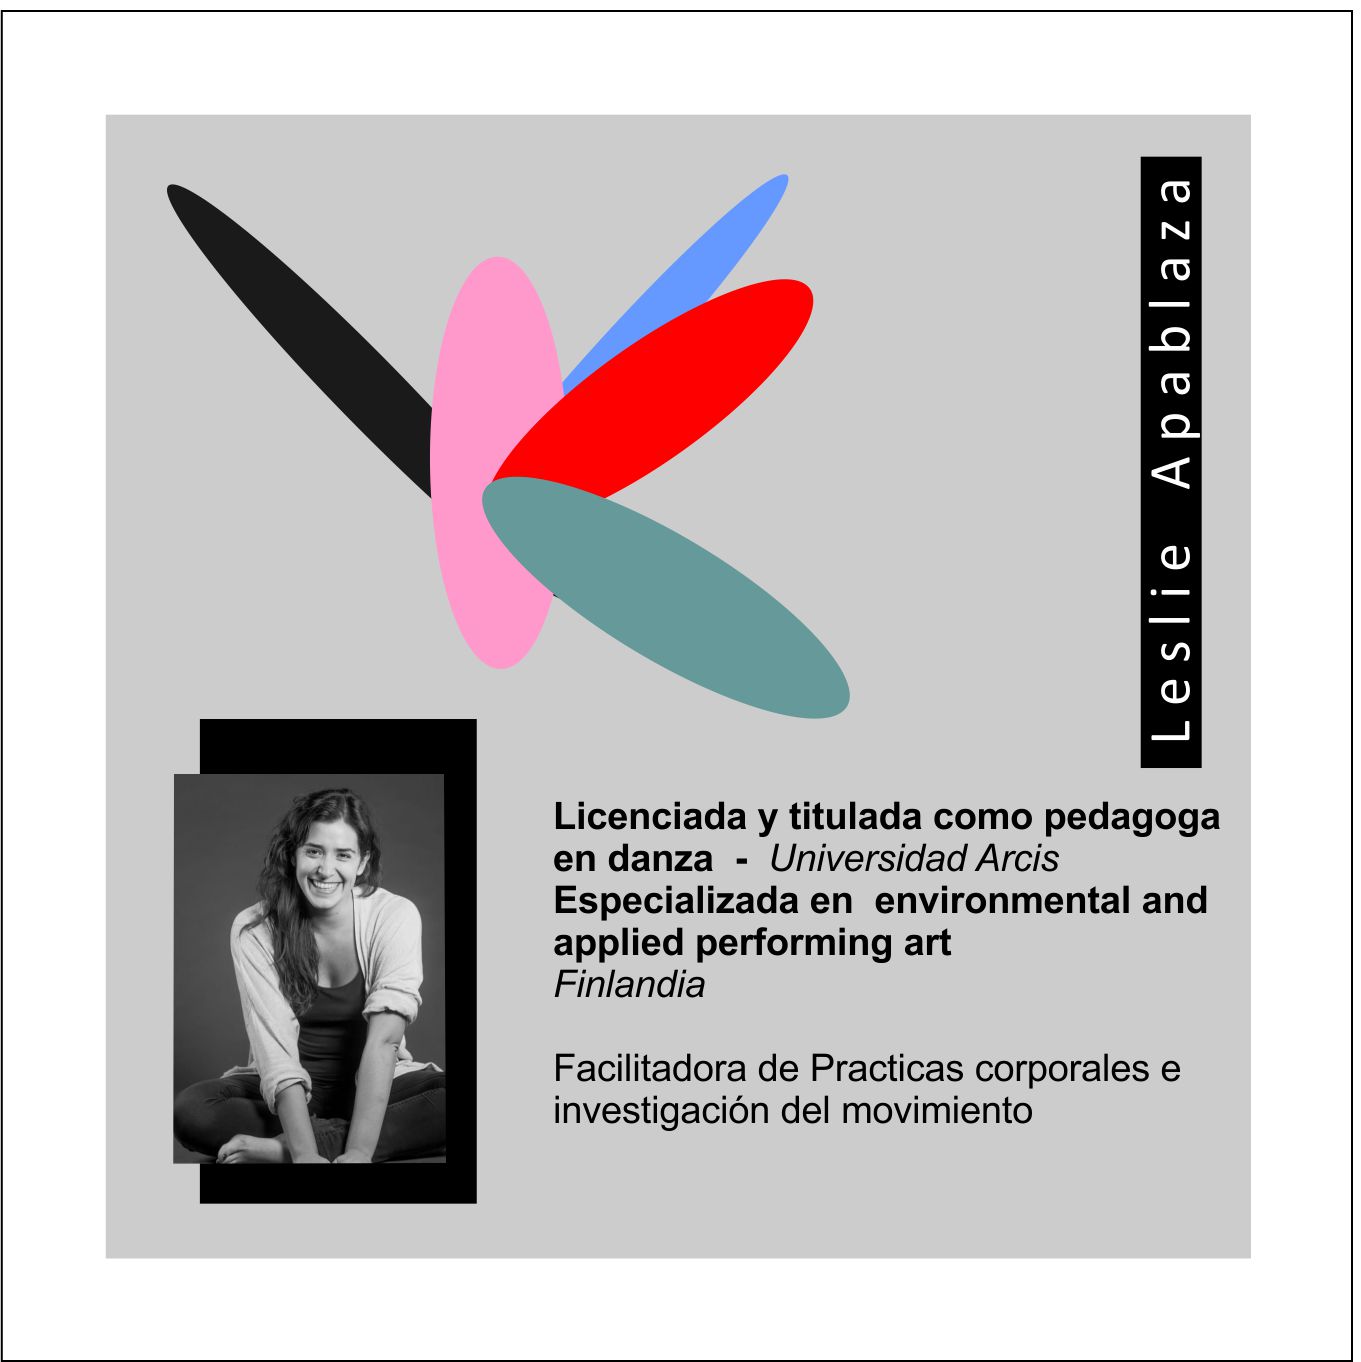 Leslie Apablaza
Licenciada y titulada como pedagoga
en danza - Universidad Arcis
Especializada en environmental and
applied performing art
Finlandia
Facilitadora de Practicas corporales e
investigación del movimiento